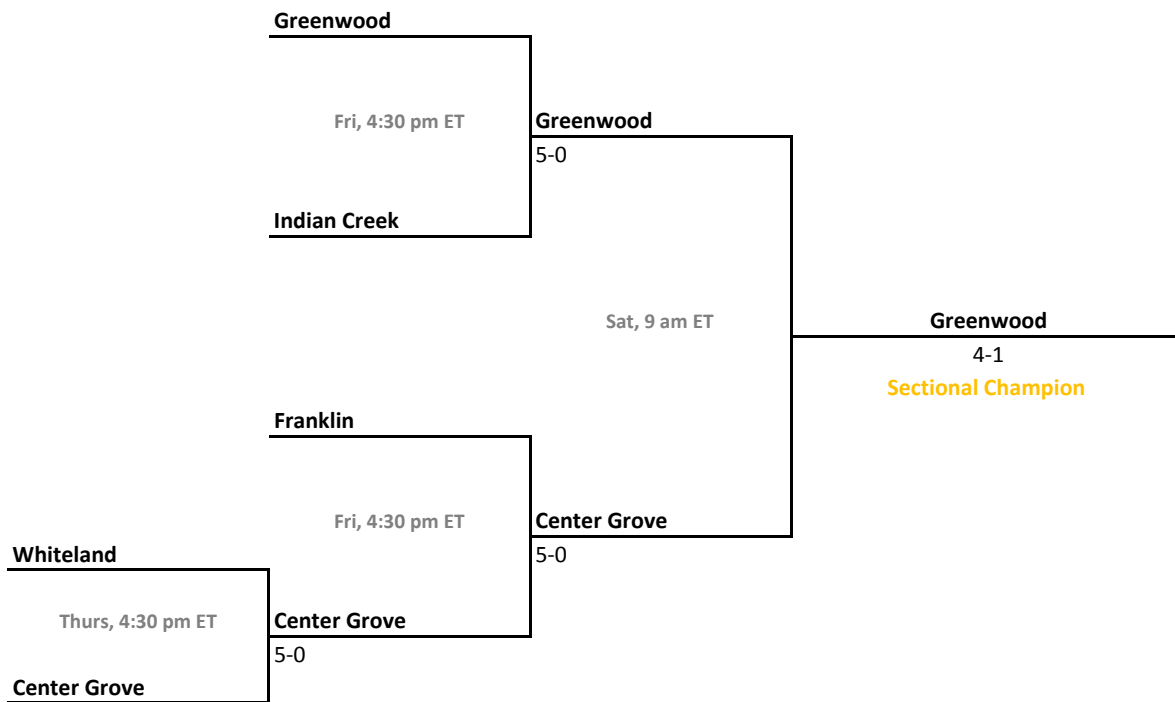 Greenwood
Fri, 4:30 pm ET
Greenwood
5-0
Indian Creek
Sat, 9 am ET
Greenwood
4-1
Sectional Champion
Franklin
Fri, 4:30 pm ET
Center Grove
5-0
Whiteland
Thurs, 4:30 pm ET
Center Grove
5-0
Center Grove